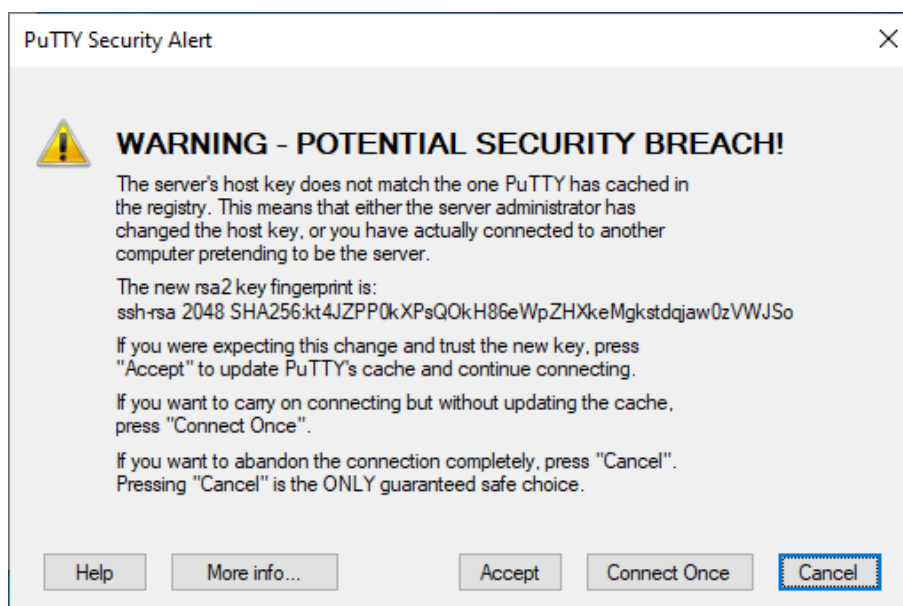 PuTTY Security Alert
WARNING - POTENTIAL SECURITY BREACH!
The server's host key does not match the one PuTTY has cached in
the registry. This means that either the server administrator has
changed the host key, or you have actually connected to another
computer pretending to be the server.
The new rsa2 key fingerprint is:
ssh-rsa 2048 SHA256:kt4JZPP0kXPsQOkH86eWpZHXkeMgkstdqjaw0zVWJSo
If you were expecting this change and trust the new key, press
"Accept" to update PuTTY's cache and continue connecting.
If you want to carry on connecting but without updating the cache,
press "Connect Once".
If you want to abandon the connection completely, press "Cancel".
Pressing "Cancel" is the ONLY guaranteed safe choice.
Help More info... Accept Connect Once Cancel